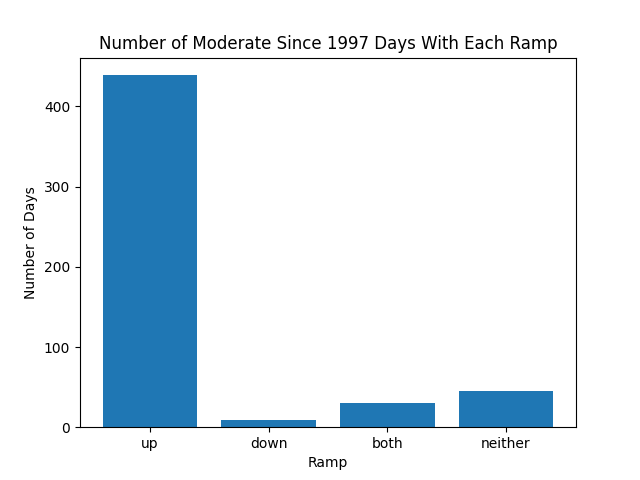 Number of Moderate Since 1997 Days With Each Ramp
Number of Days
400
300
200
100
0
up down both neither
Ramp